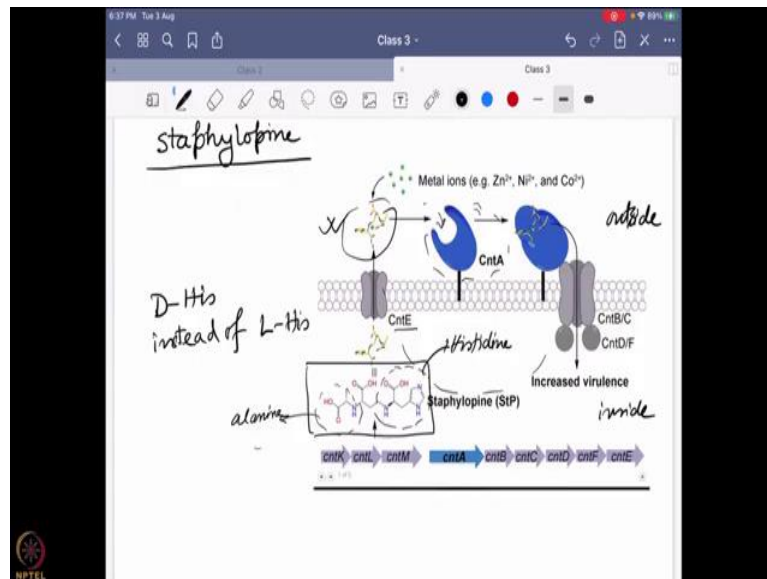 6:37 PM Tue 3 Aug
89%
Class 3
Class 3
staphylopine
Metal ions (e.g. Zn²⁺, Ni²⁺, and Co²⁺)
outside
CntA
D-His
instead of L-His
CntE
CntB/C
CntD/F
Histidine
Increased virulence
Staphylopine (StP)
inside
alanine
cntK cntL cntM cntA cntB cntC cntD cntF cntE
NPTEL